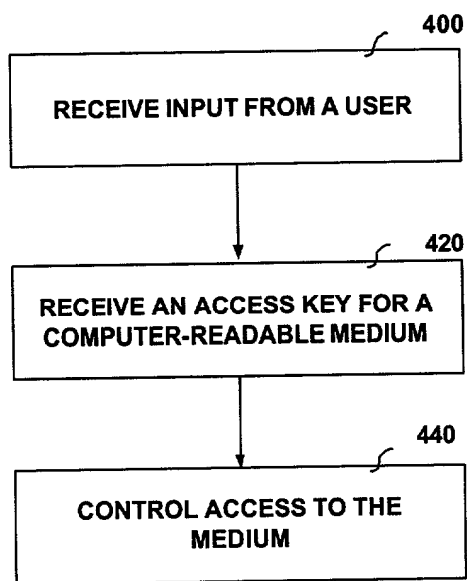 400
RECEIVE INPUT FROM A USER
420
RECEIVE AN ACCESS KEY FOR A
COMPUTER-READABLE MEDIUM
440
CONTROL ACCESS TO THE
MEDIUM